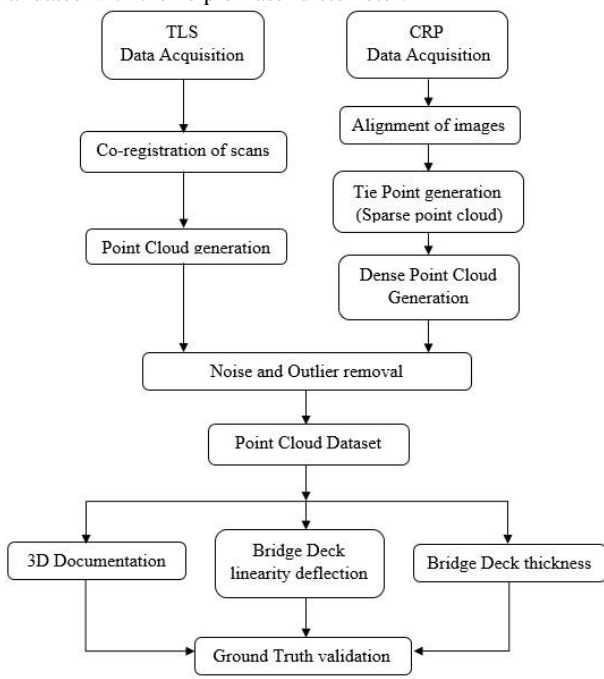 TLS
Data Acquisition
CRP
Data Acquisition
Co-registration of scans
Alignment of images
Point Cloud generation
Tie Point generation
(Sparse point cloud)
Dense Point Cloud
Generation
Noise and Outlier removal
Point Cloud Dataset
3D Documentation
Bridge Deck
linearity deflection
Bridge Deck thickness
Ground Truth validation